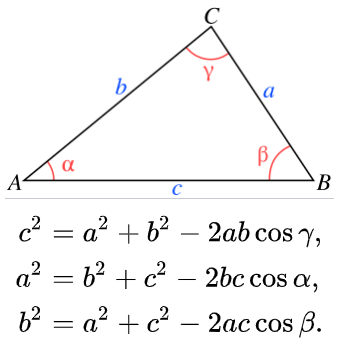 C
b
γ
a
α
β
A
c
B
c² = a² + b² − 2ab cos γ,
a² = b² + c² − 2bc cos α,
b² = a² + c² − 2ac cos β.